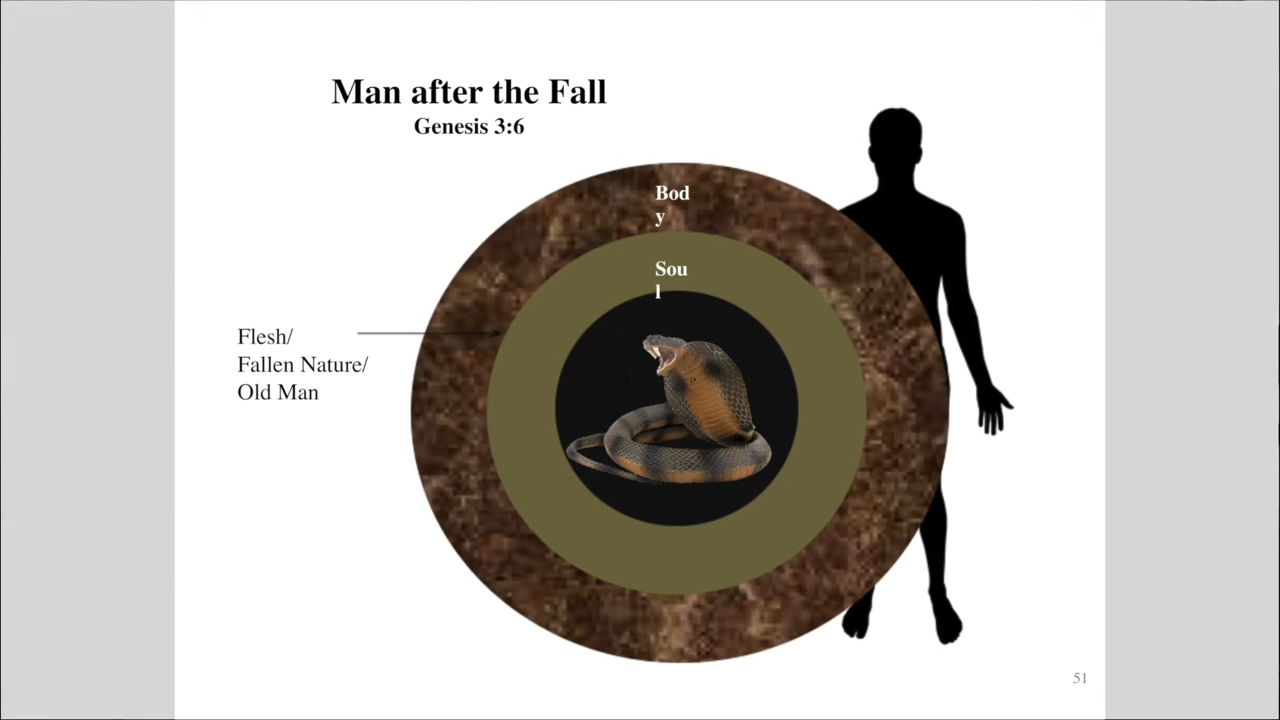 Man after the Fall
Genesis 3:6
Bod
y
Sou
l
Flesh/
Fallen Nature/
Old Man
51